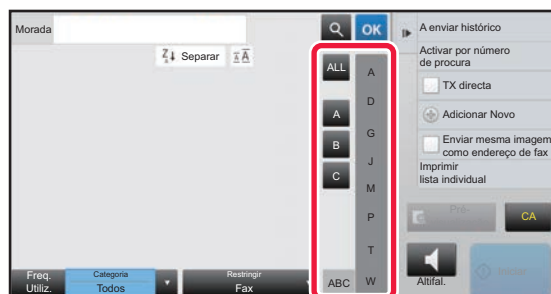 Morada
OK
Separar
ALL
A
B
C
ABC
A
D
G
J
M
P
T
W
A enviar histórico
Activar por número
de procura
TX directa
Adicionar Novo
Enviar mesma imagem
como endereço de fax
Imprimir
lista individual
CA
Altifal.
Freq.
Utiliz.
Categoria
Todos
Restringir
Fax